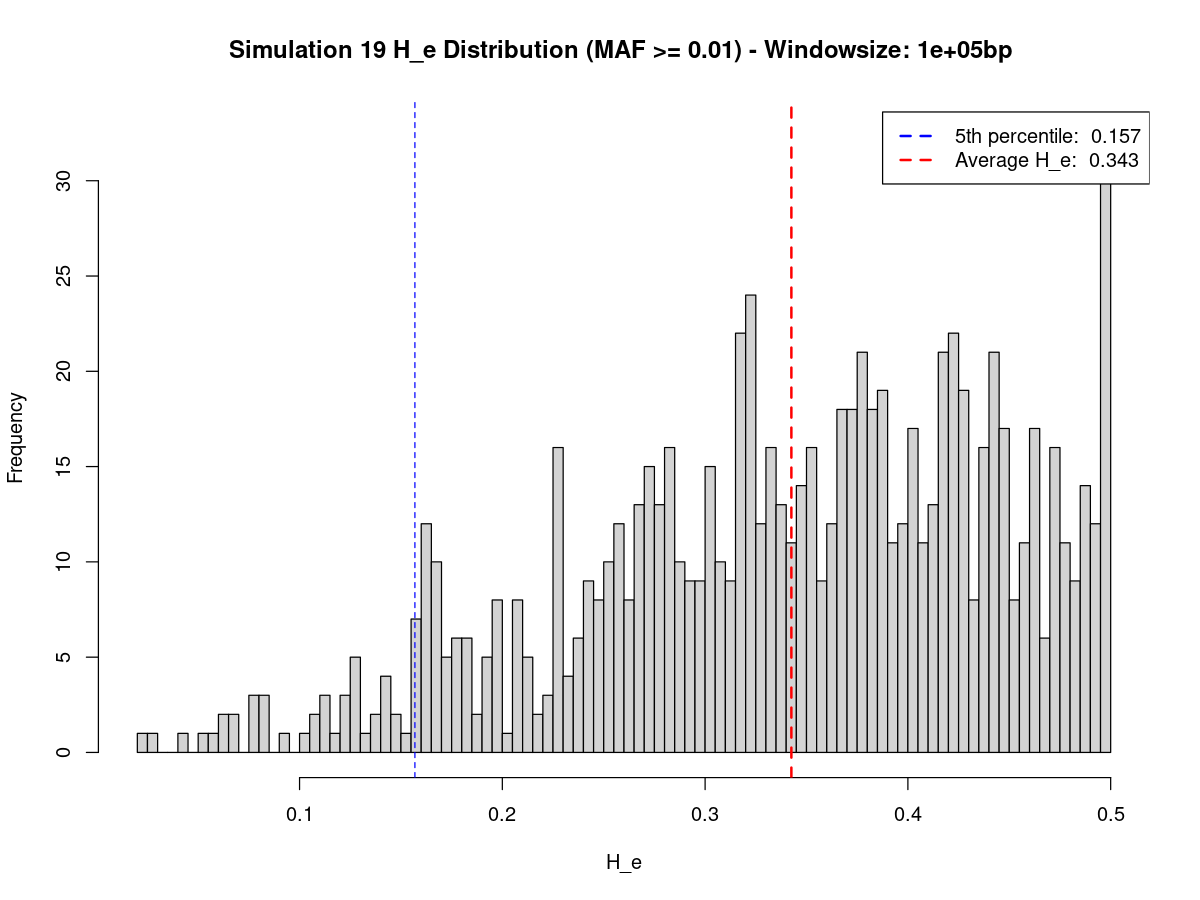 Simulation 19 H_e Distribution (MAF >= 0.01) - Windowsize: 1e+05bp
5th percentile:  0.157
Average H_e:  0.343
Frequency
30
25
20
15
10
5
0
0.1 0.2 0.3 0.4 0.5
H_e